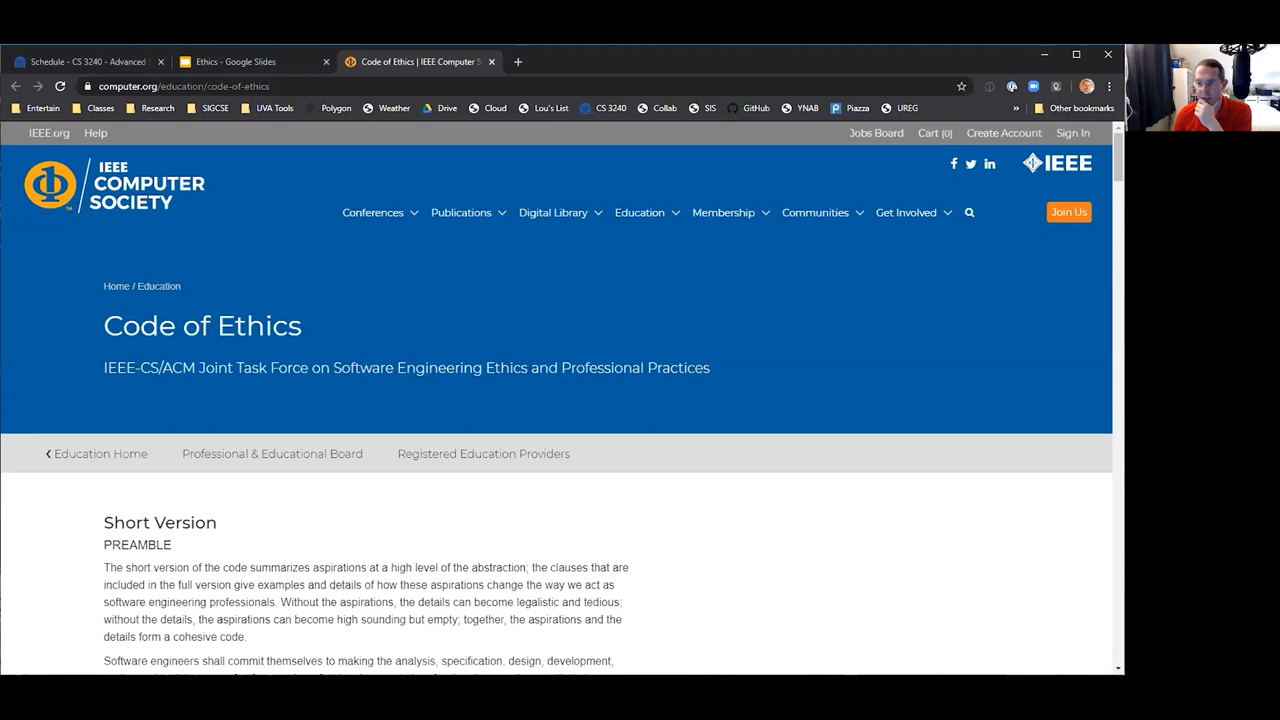 Schedule - CS 3240 - Advanced S
Ethics - Google Slides
Code of Ethics | IEEE Computer S
computer.org/education/code-of-ethics
Entertain Classes Research SIGCSE UVA Tools Polygon Weather Drive Cloud Lou's List CS 3240 Collab SIS GitHub YNAB Piazza UREG » Other bookmarks
IEEE.org Help Jobs Board Cart (0) Create Account Sign In
IEEE
COMPUTER
SOCIETY
IEEE
Conferences Publications Digital Library Education Membership Communities Get Involved Join Us
Home / Education
Code of Ethics
IEEE-CS/ACM Joint Task Force on Software Engineering Ethics and Professional Practices
Education Home Professional & Educational Board Registered Education Providers
Short Version
PREAMBLE
The short version of the code summarizes aspirations at a high level of the abstraction; the clauses that are
included in the full version give examples and details of how these aspirations change the way we act as
software engineering professionals. Without the aspirations, the details can become legalistic and tedious;
without the details, the aspirations can become high sounding but empty; together, the aspirations and the
details form a cohesive code.
Software engineers shall commit themselves to making the analysis, specification, design, development,